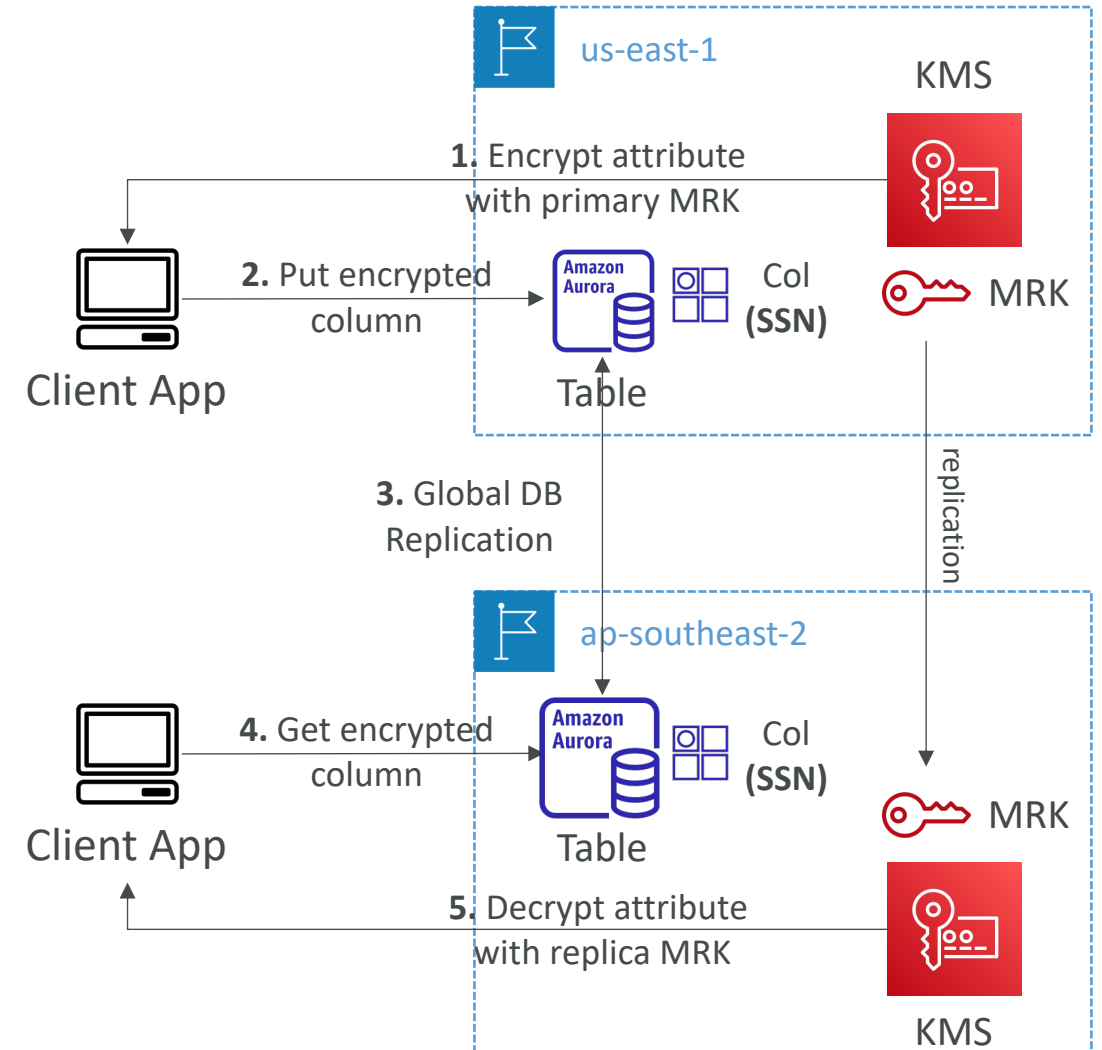 us-east-1
KMS
1. Encrypt attribute
with primary MRK
2. Put encrypted
column
Amazon
Aurora
Col
(SSN)
MRK
Client App
Table
replication
3. Global DB
Replication
ap-southeast-2
4. Get encrypted
column
Amazon
Aurora
Col
(SSN)
MRK
Client App
Table
5. Decrypt attribute
with replica MRK
KMS